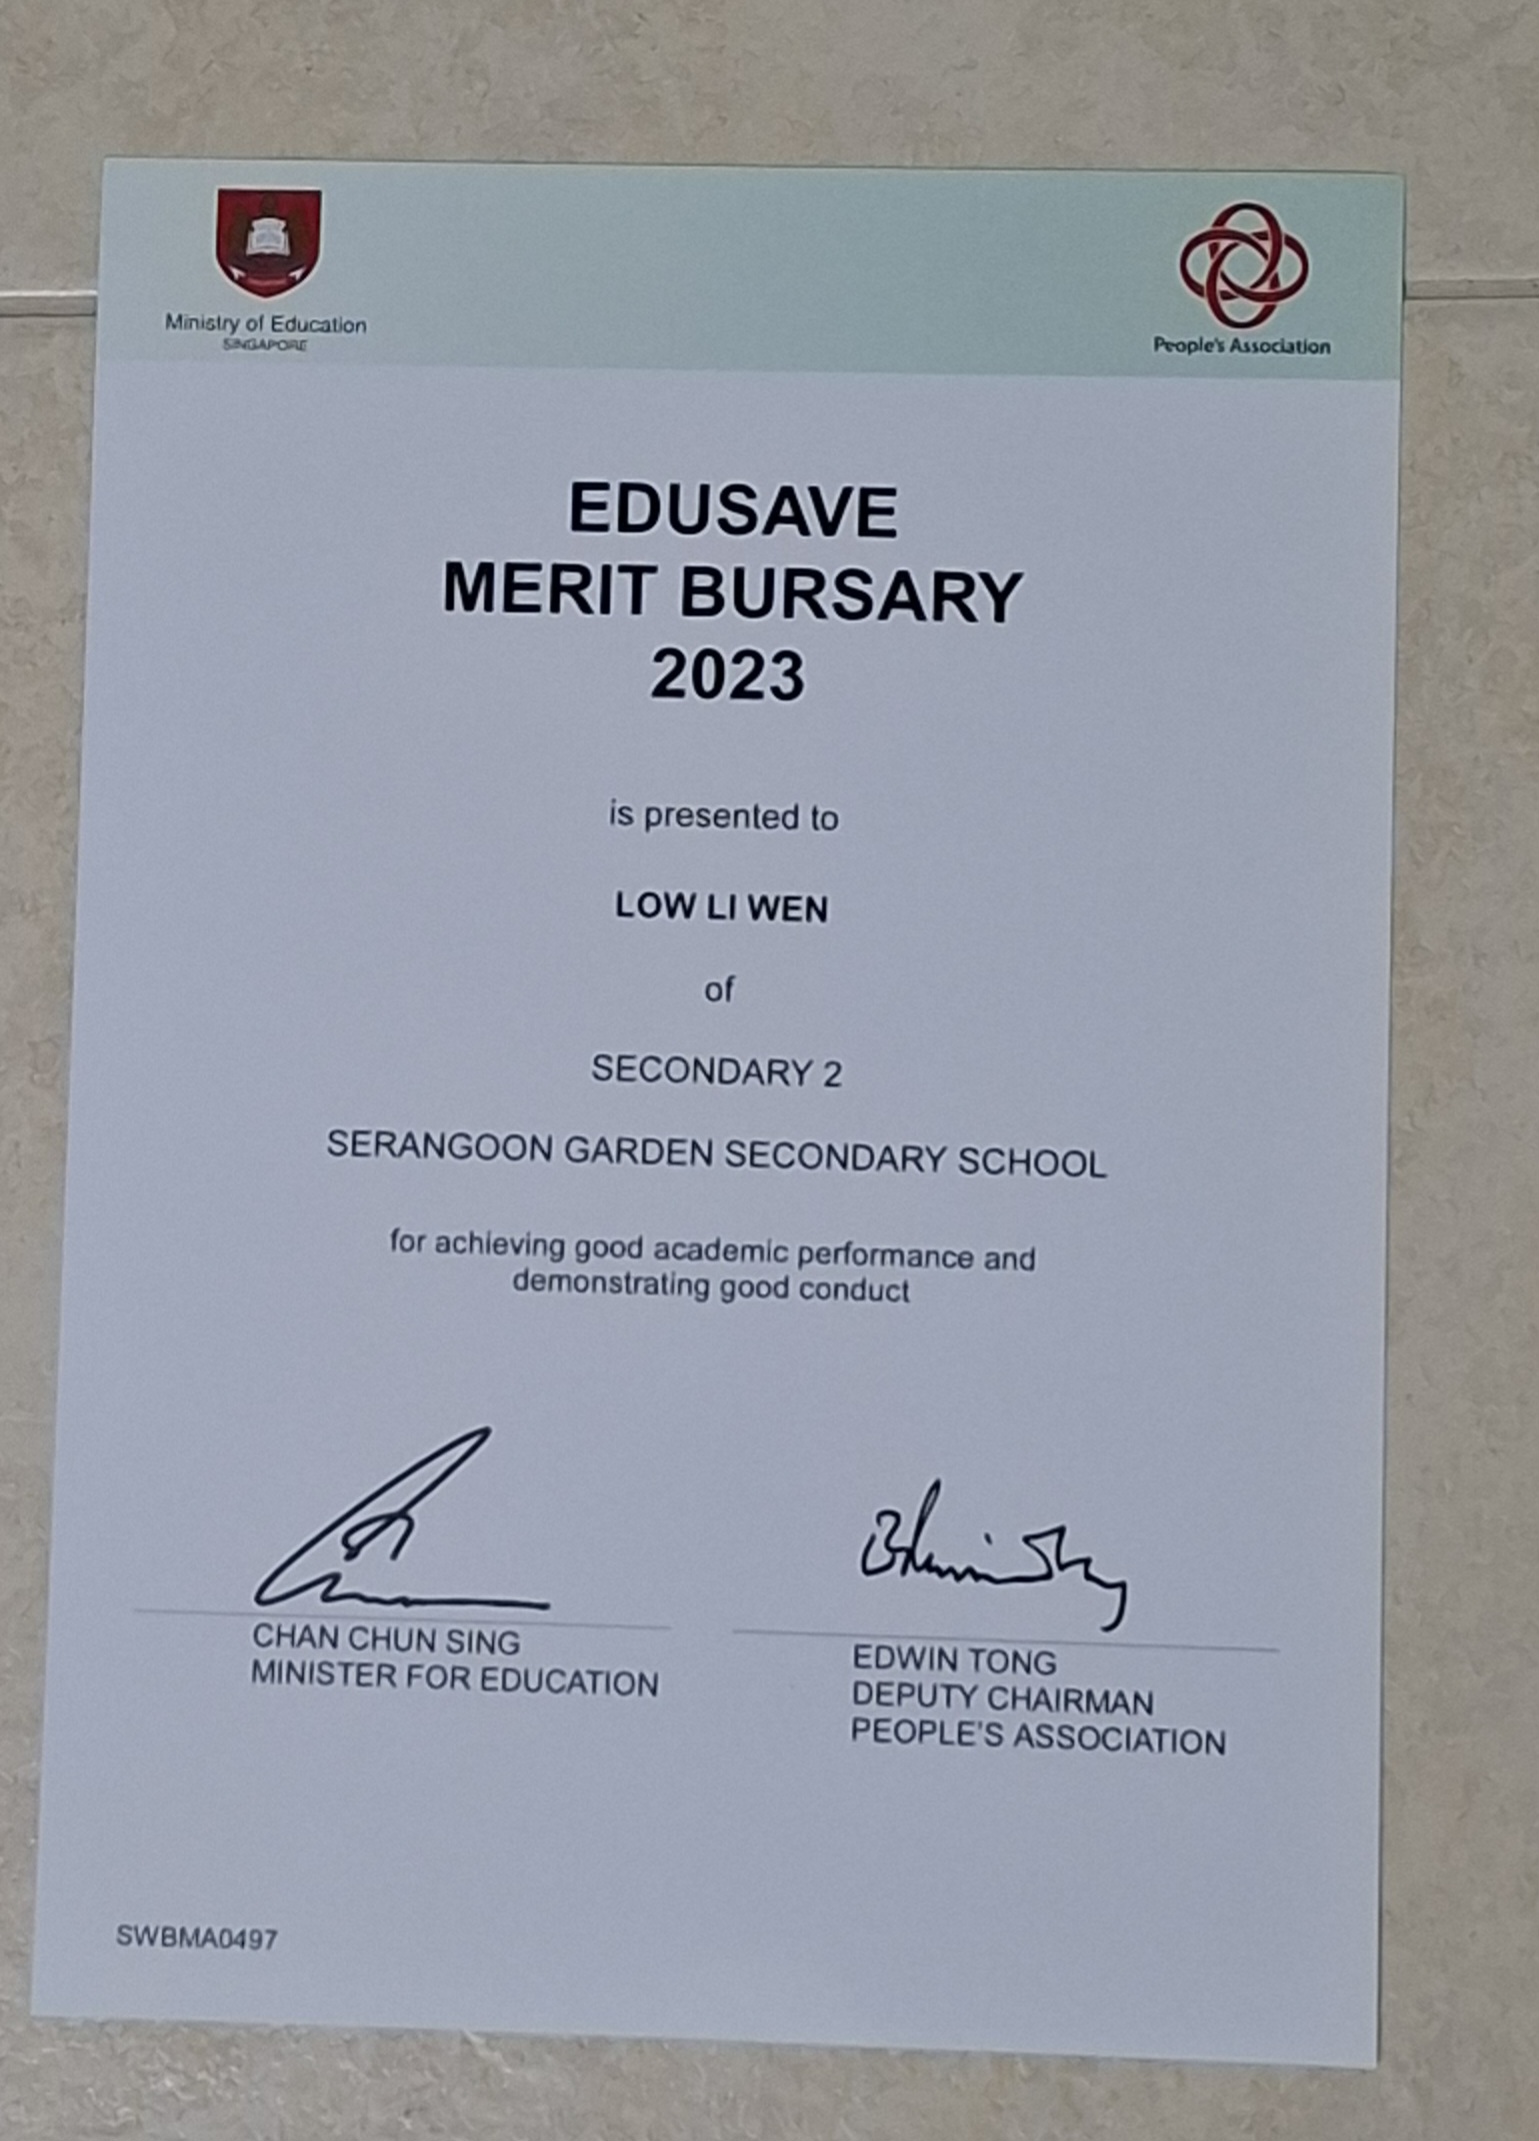 Ministry of Education
SINGAPORE
People's Association
EDUSAVE
MERIT BURSARY
2023
is presented to
LOW LI WEN
of
SECONDARY 2
SERANGOON GARDEN SECONDARY SCHOOL
for achieving good academic performance and
demonstrating good conduct
CHAN CHUN SING
MINISTER FOR EDUCATION
EDWIN TONG
DEPUTY CHAIRMAN
PEOPLE'S ASSOCIATION
SWBMA0497